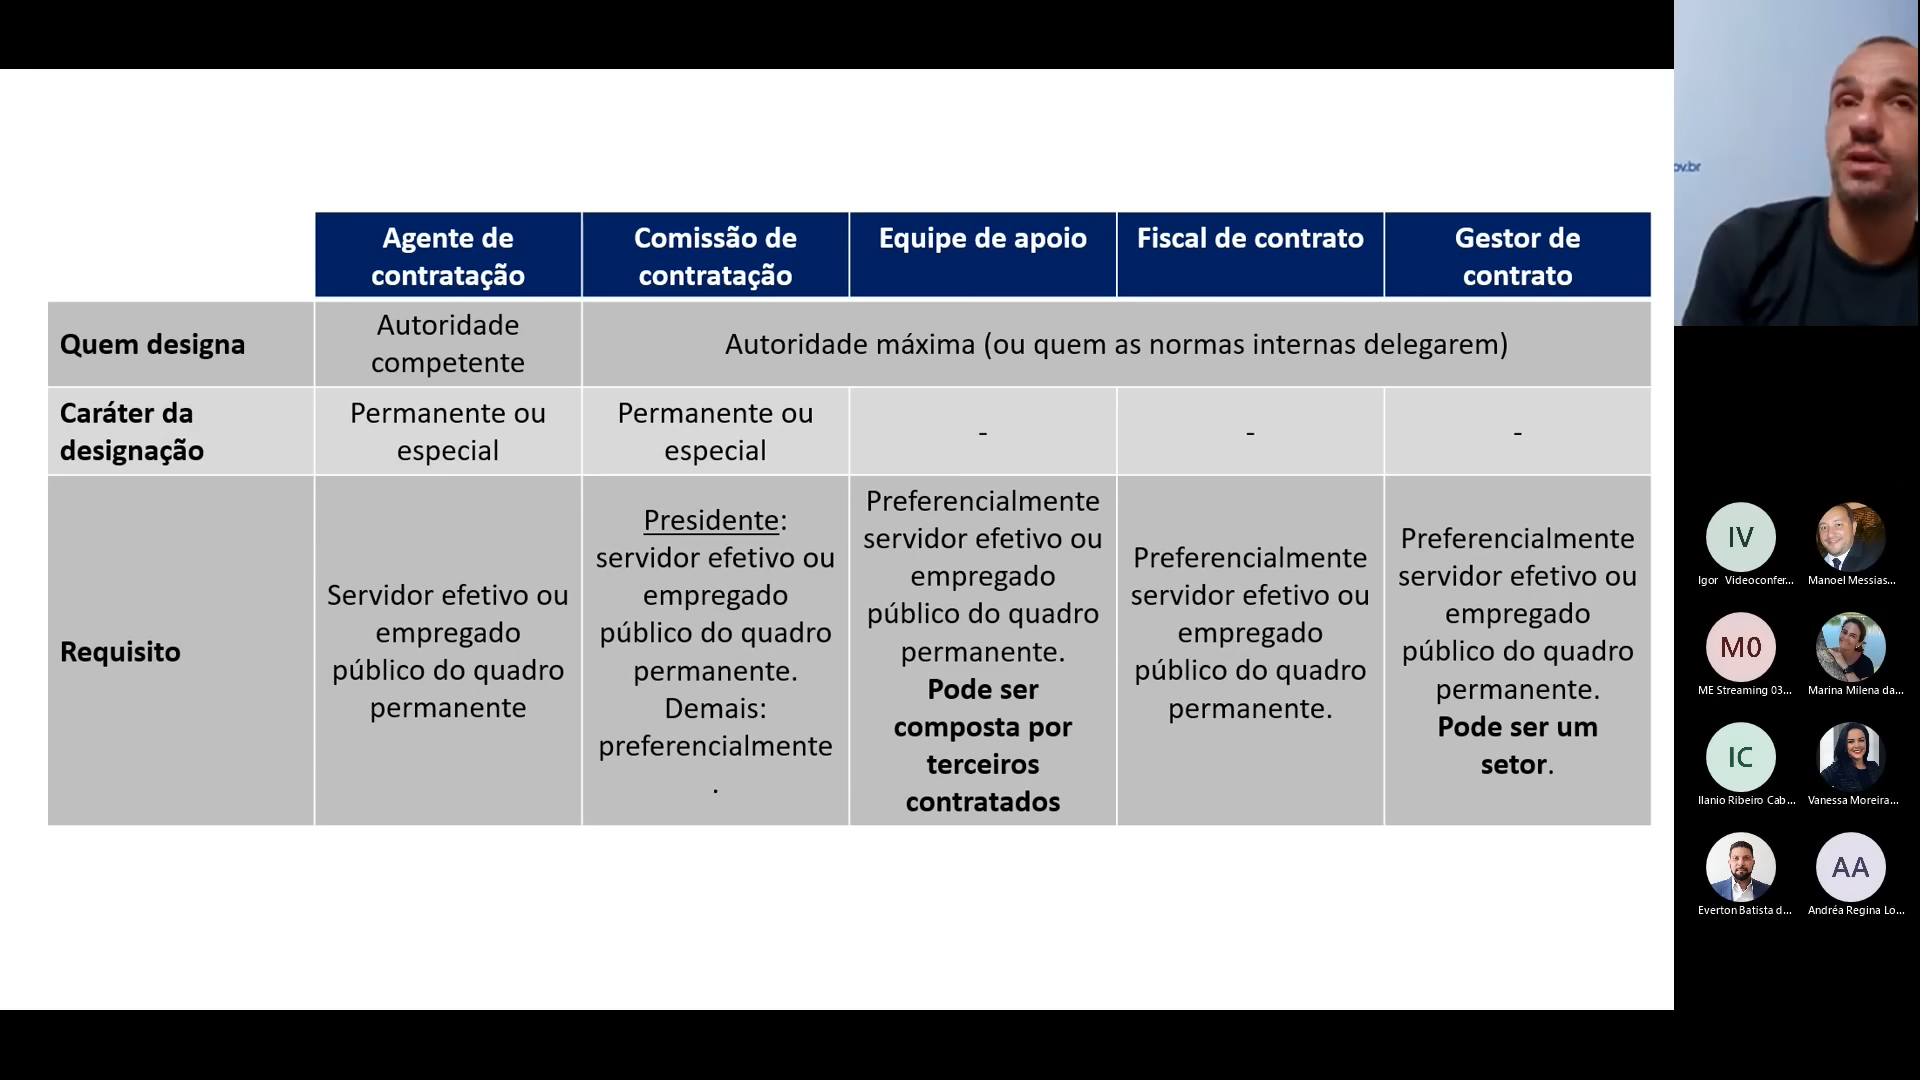 Agente de
contratação
Comissão de
contratação
Equipe de apoio
Fiscal de contrato
Gestor de
contrato
Quem designa
Autoridade
competente
Autoridade máxima (ou quem as normas internas delegarem)
Caráter da
designação
Permanente ou
especial
Permanente ou
especial
-
-
-
Requisito
Servidor efetivo ou
empregado
público do quadro
permanente
Presidente:
servidor efetivo ou
empregado
público do quadro
permanente.
Demais:
preferencialmente
.
Preferencialmente
servidor efetivo ou
empregado
público do quadro
permanente.
Pode ser
composta por
terceiros
contratados
Preferencialmente
servidor efetivo ou
empregado
público do quadro
permanente.
Preferencialmente
servidor efetivo ou
empregado
público do quadro
permanente.
Pode ser um
setor.
ov.br
IV
Igor Videoconfer...
Manoel Messias...
M0
ME Streaming 03...
Marina Milena da...
IC
Ilanio Ribeiro Cab...
Vanessa Moreira...
Everton Batista d...
AA
Andréa Regina Lo...